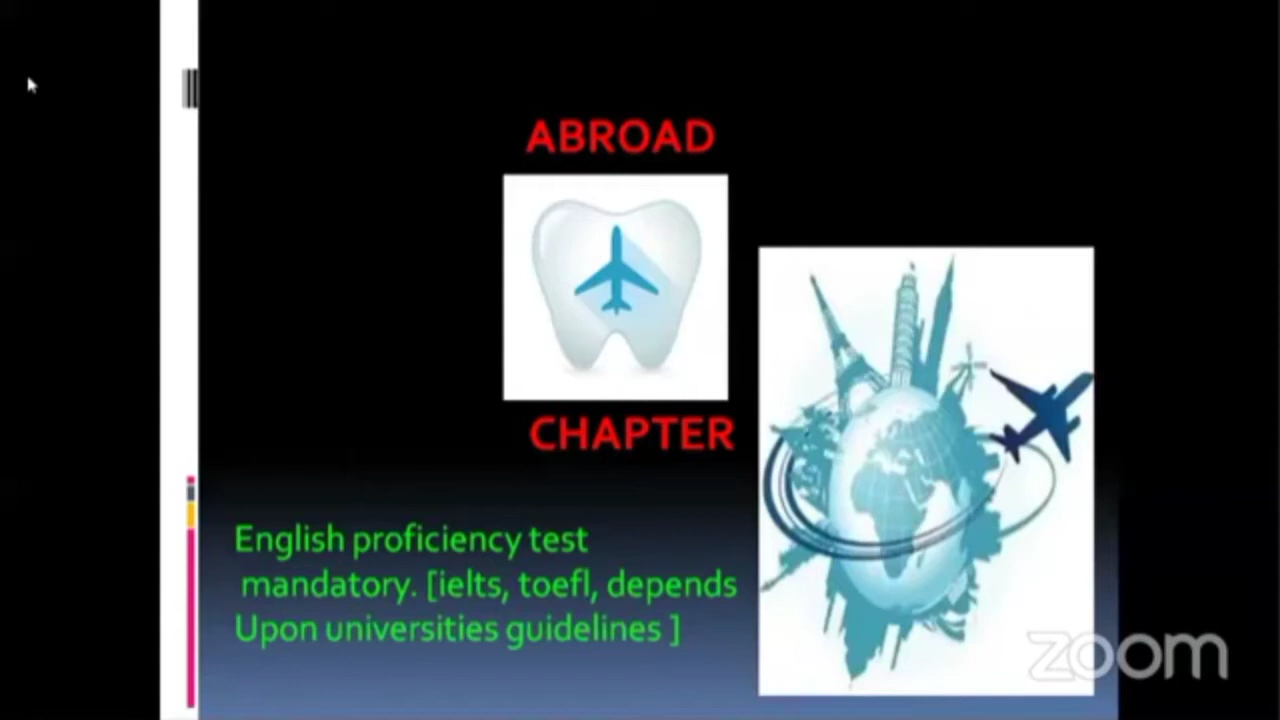 ABROAD
CHAPTER
English proficiency test
mandatory. [ielts, toefl, depends
Upon universities guidelines ]
zoom